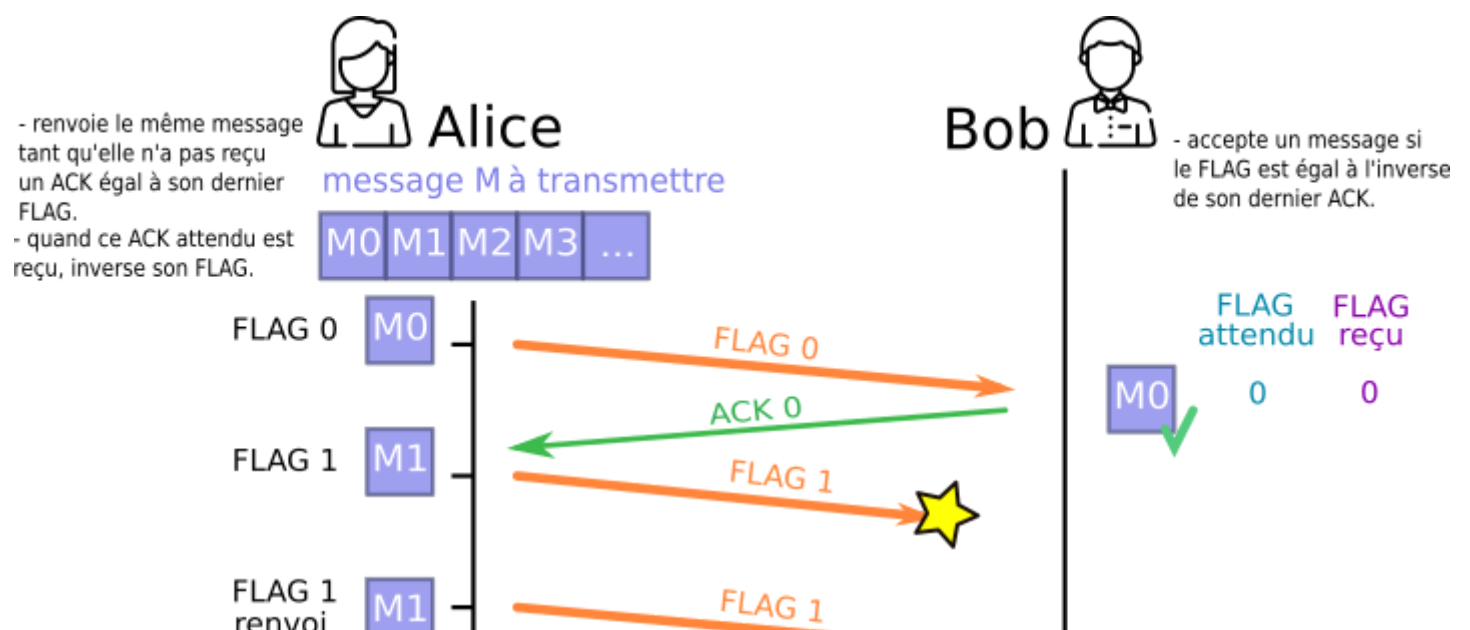 Alice
Bob
- renvoie le même message
tant qu'elle n'a pas reçu
un ACK égal à son dernier
FLAG.
- quand ce ACK attendu est
reçu, inverse son FLAG.
message M à transmettre
M0 M1 M2 M3 ...
- accepte un message si
le FLAG est égal à l'inverse
de son dernier ACK.
FLAG
attendu
FLAG
reçu
FLAG 0 M0
FLAG 0
M0 0 0
ACK 0
FLAG 1 M1
FLAG 1
FLAG 1
renvoi
M1
FLAG 1